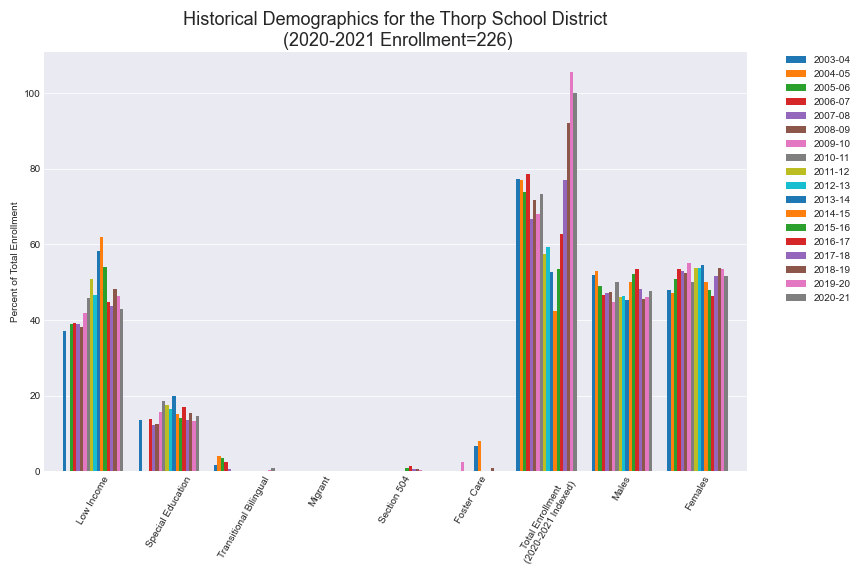 Historical Demographics for the Thorp School District
(2020-2021 Enrollment=226)
Percent of Total Enrollment
100
80
60
40
20
0
Low Income
Special Education
Transitional Bilingual
Migrant
Section 504
Foster Care
Total Enrollment
(2020-2021 Indexed)
Males
Females
2003-04
2004-05
2005-06
2006-07
2007-08
2008-09
2009-10
2010-11
2011-12
2012-13
2013-14
2014-15
2015-16
2016-17
2017-18
2018-19
2019-20
2020-21